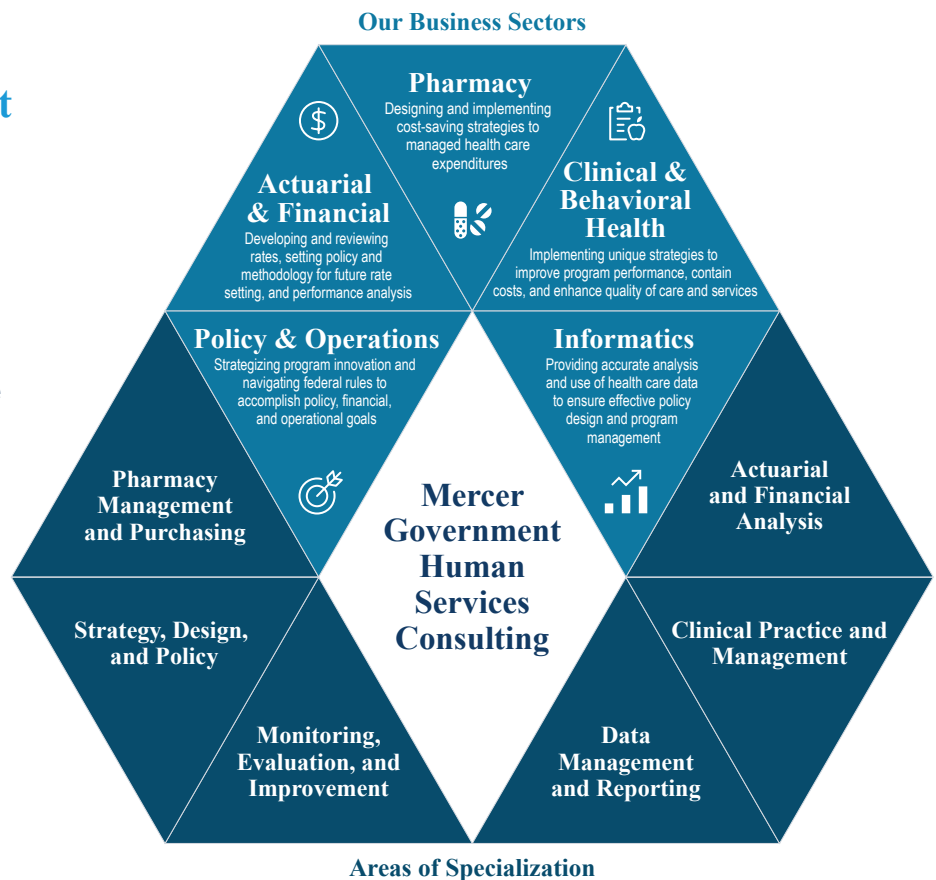 Our Business Sectors
t
Pharmacy
Designing and implementing
cost-saving strategies to
managed health care
expenditures
Actuarial
& Financial
Developing and reviewing
rates, setting policy and
methodology for future rate
setting, and performance analysis
Clinical &
Behavioral
Health
Implementing unique strategies to
improve program performance, contain
costs, and enhance quality of care and services
Policy & Operations
Strategizing program innovation and
navigating federal rules to
accomplish policy, financial,
and operational goals
Informatics
Providing accurate analysis
and use of health care data
to ensure effective policy
design and program
management
Pharmacy
Management
and Purchasing
Mercer
Government
Human
Services
Consulting
Actuarial
and Financial
Analysis
Strategy, Design,
and Policy
Clinical Practice and
Management
Monitoring,
Evaluation, and
Improvement
Data
Management
and Reporting
Areas of Specialization